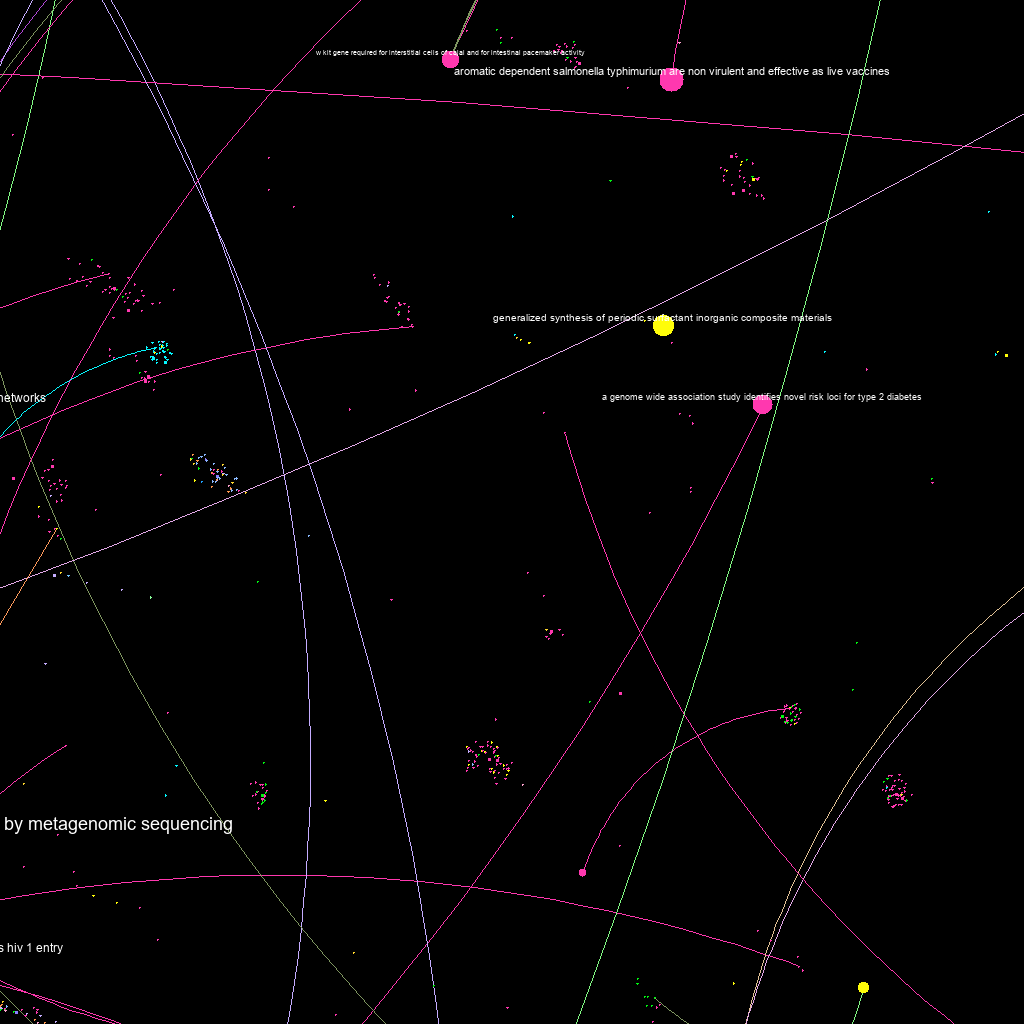 w kit gene required for interstitial cells of cajal and for intestinal pacemaker activity
aromatic dependent salmonella typhimurium are non virulent and effective as live vaccines
generalized synthesis of periodic surfactant inorganic composite materials
a genome wide association study identifies novel risk loci for type 2 diabetes
networks
by metagenomic sequencing
s hiv 1 entry